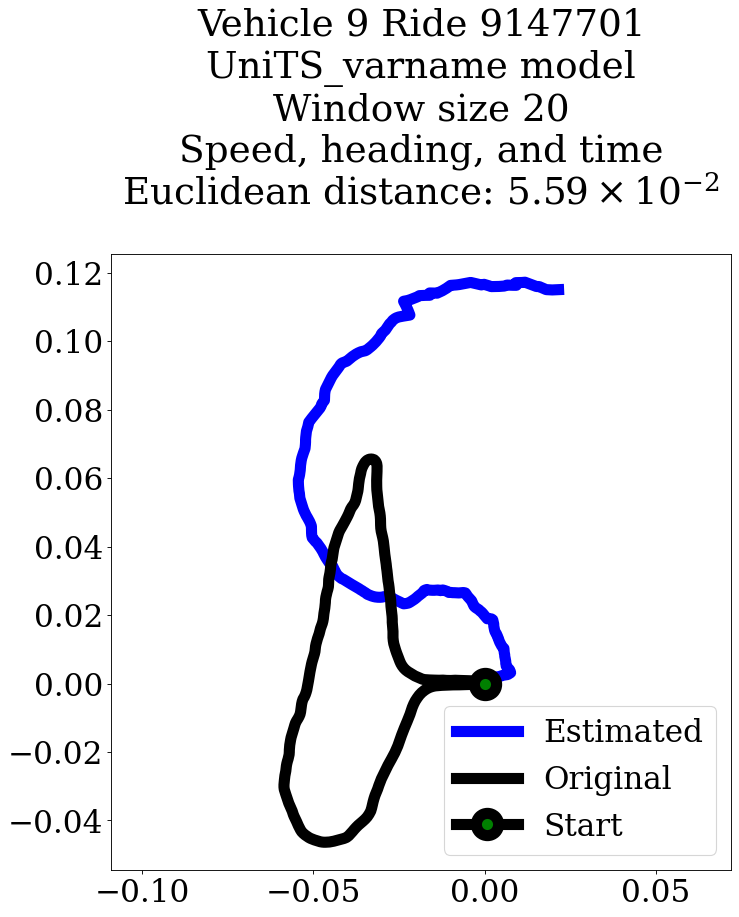 Vehicle 9 Ride 9147701
UniTS_varname model
Window size 20
Speed, heading, and time
Euclidean distance: 5.59 × 10⁻²
0.12
0.10
0.08
0.06
0.04
0.02
0.00
−0.02
−0.04
Estimated
Original
Start
−0.10 −0.05 0.00 0.05